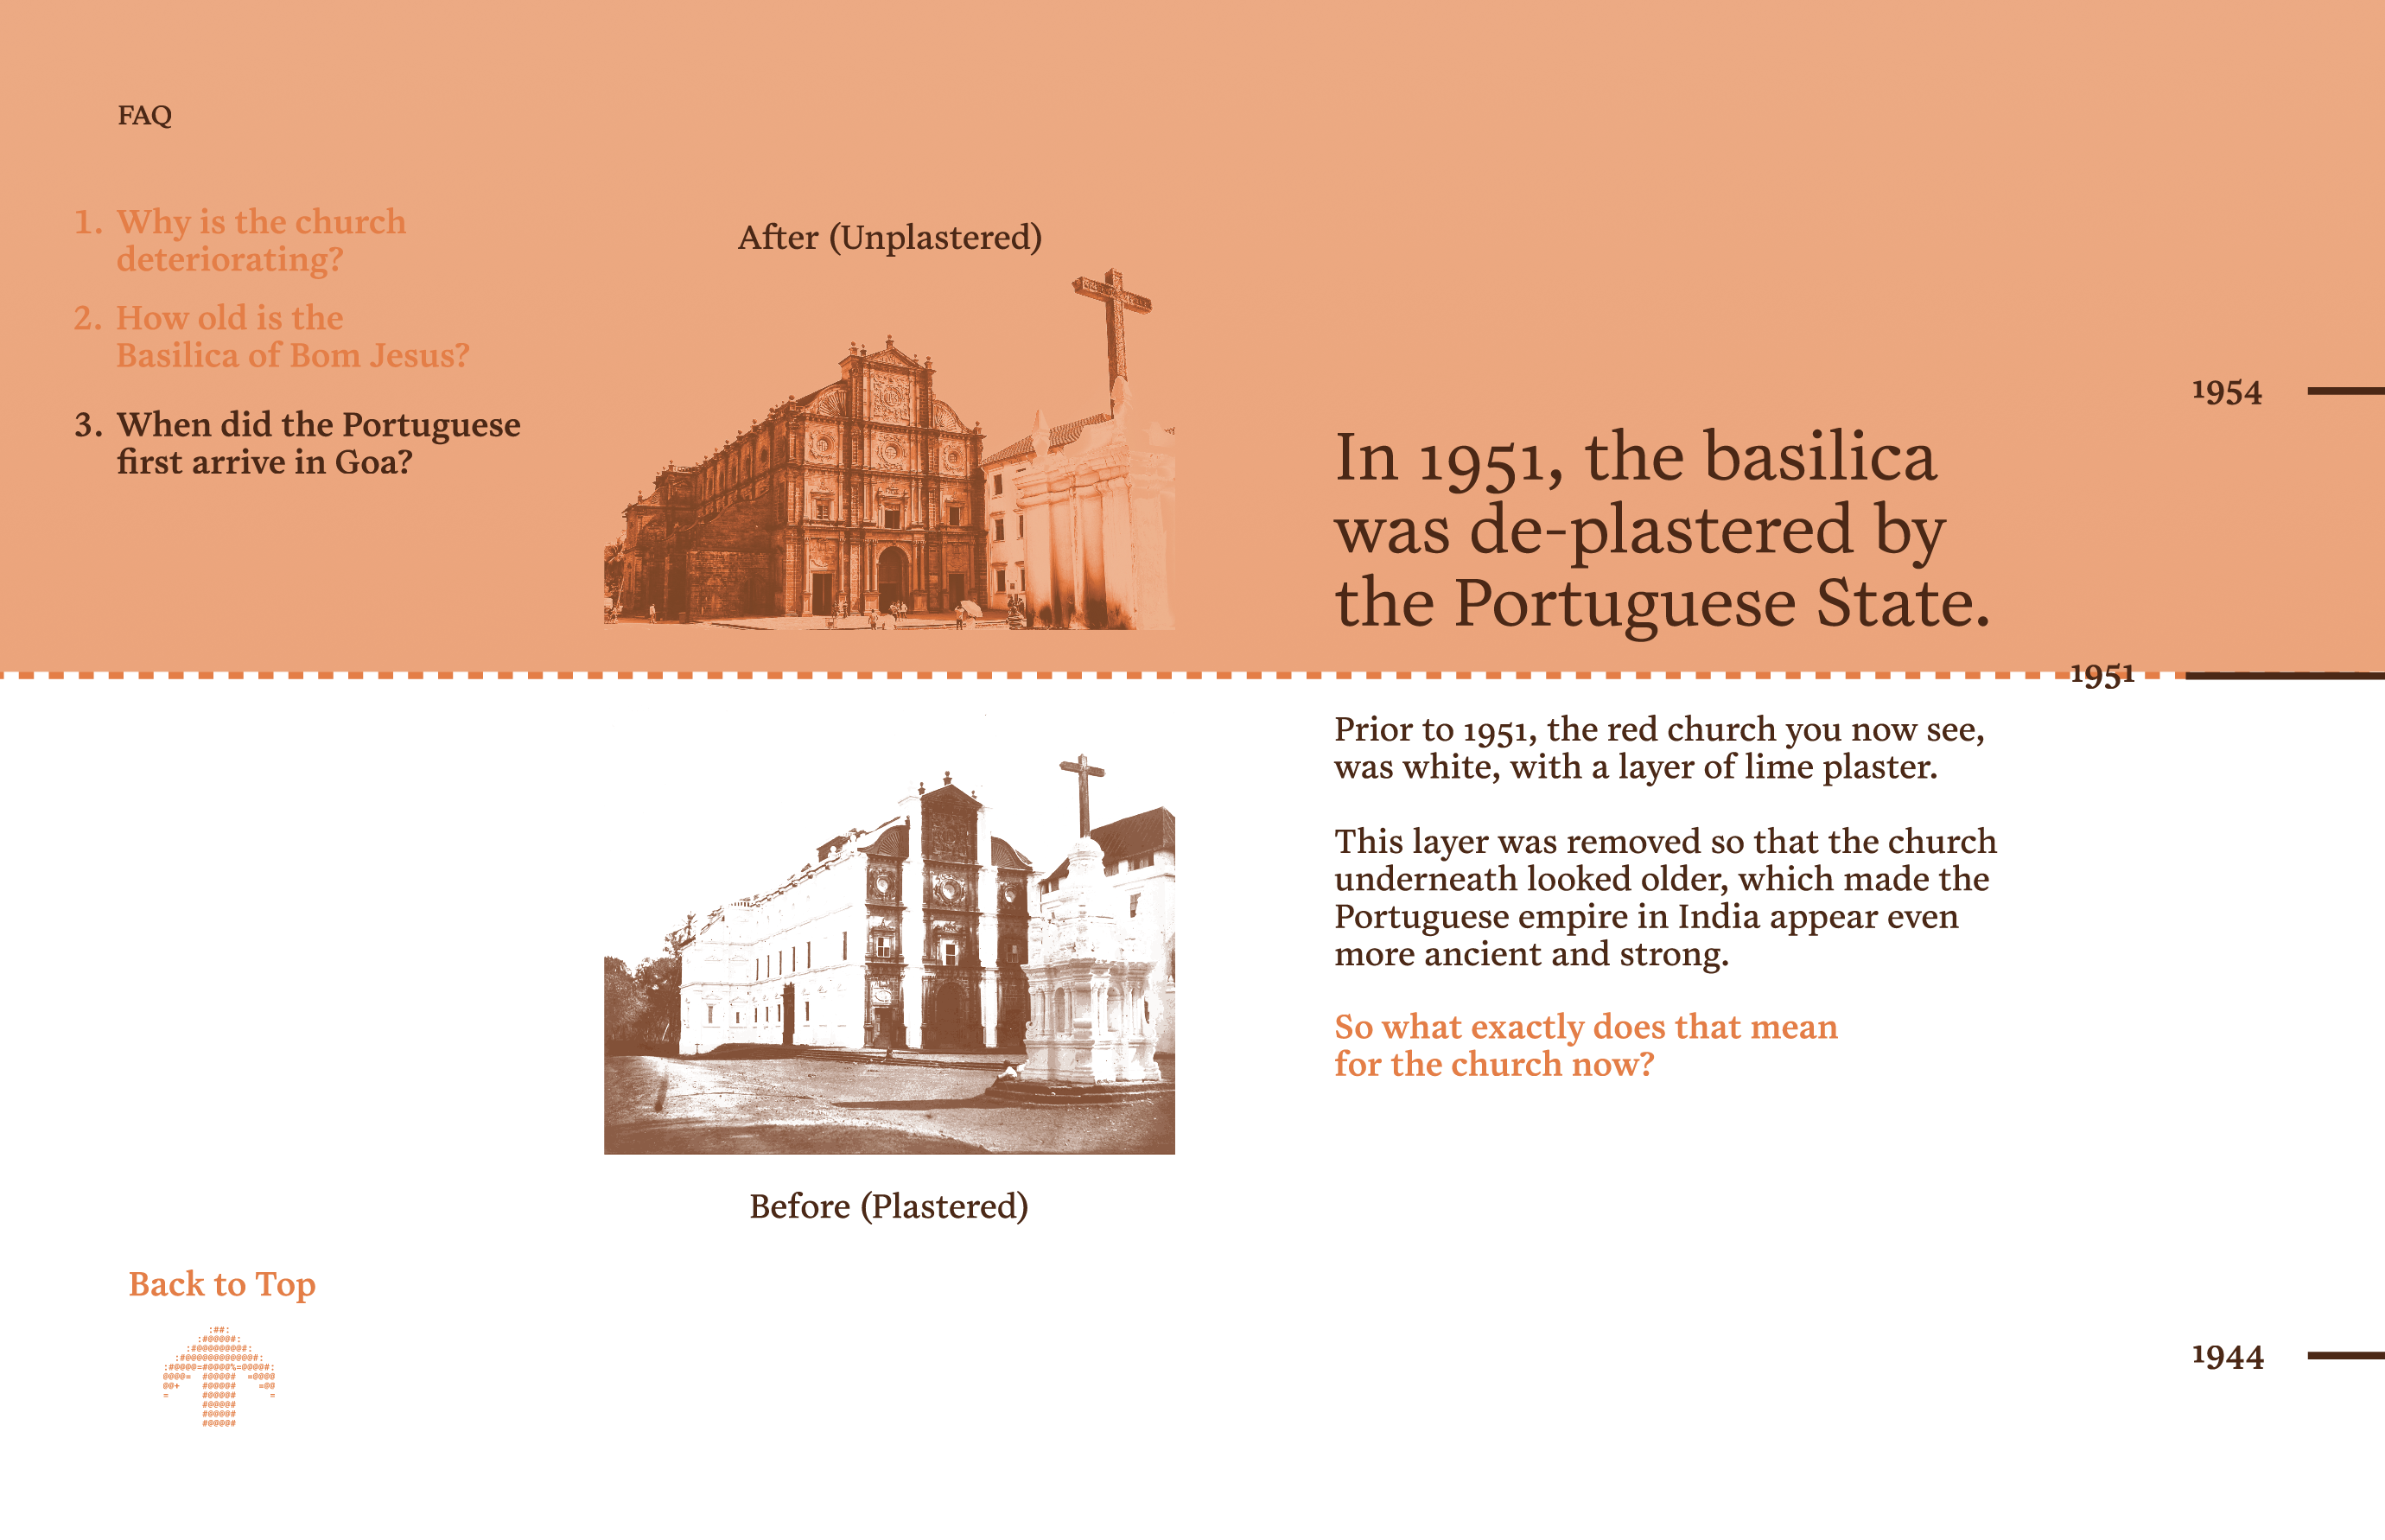 FAQ
1. Why is the church
deteriorating?
2. How old is the
Basilica of Bom Jesus?
3. When did the Portuguese
first arrive in Goa?
After (Unplastered)
1954
In 1951, the basilica
was de-plastered by
the Portuguese State.
1951
Prior to 1951, the red church you now see,
was white, with a layer of lime plaster.
This layer was removed so that the church
underneath looked older, which made the
Portuguese empire in India appear even
more ancient and strong.
So what exactly does that mean
for the church now?
Before (Plastered)
Back to Top
1944